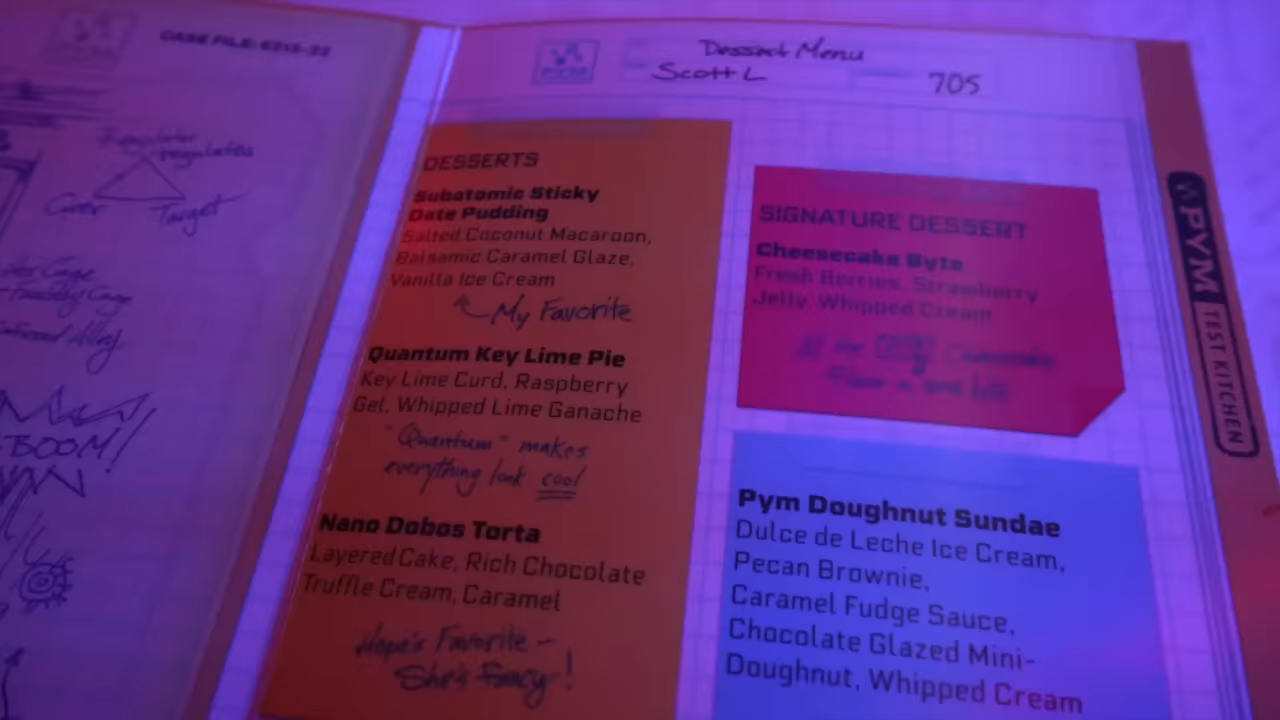 CASE FILE: 6213-22
regulates
Target
BOOM!
PYM
Dessert Menu
Scott L
705
DESSERTS
Subatomic Sticky
Date Pudding
Salted Coconut Macaroon,
Balsamic Caramel Glaze,
Vanilla Ice Cream
My Favorite
Quantum Key Lime Pie
Key Lime Curd, Raspberry
Gel, Whipped Lime Ganache
"Quantum" makes
everything look cool
Nano Dobos Torta
Layered Cake, Rich Chocolate
Truffle Cream, Caramel
Hope's Favorite -
She's fancy!
SIGNATURE DESSERT
Cheesecake Byte
Fresh Berries, Strawberry
Jelly, Whipped Cream
Pym Doughnut Sundae
Dulce de Leche Ice Cream,
Pecan Brownie,
Caramel Fudge Sauce,
Chocolate Glazed Mini-
Doughnut, Whipped Cream
PYM TEST KITCHEN